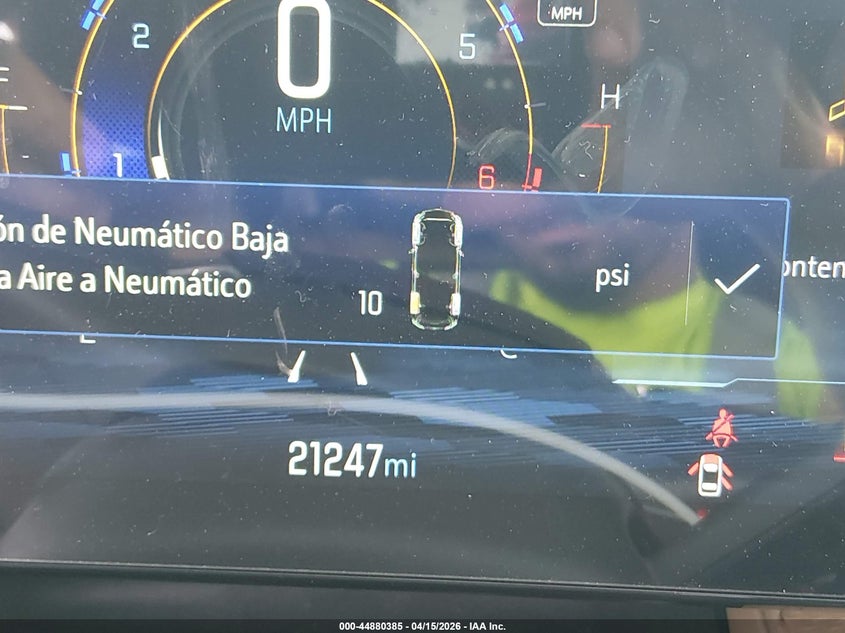 0
MPH
MPH
2
5
H
1
6
ón de Neumático Baja
a Aire a Neumático
10
psi
onten
21247mi
000-44880385 - 04/15/2026 - IAA Inc.